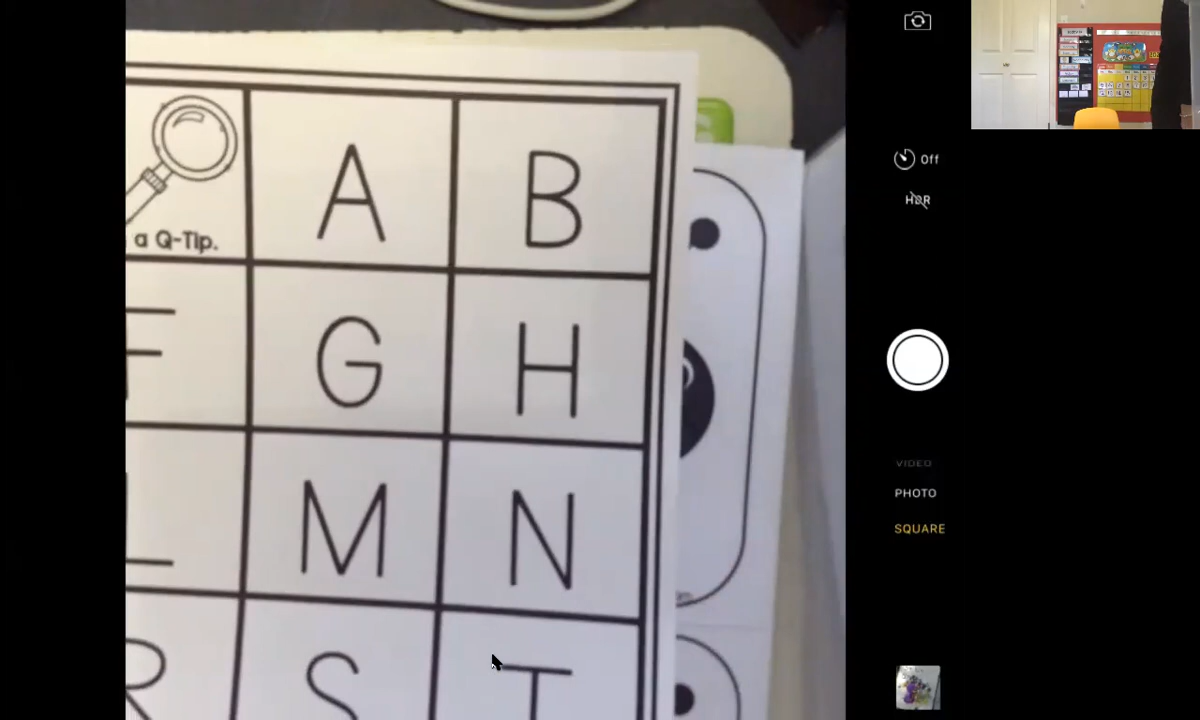 a Q-Tip.
A B
F G H
L M N
R S T
Off
HDR
VIDEO
PHOTO
SQUARE